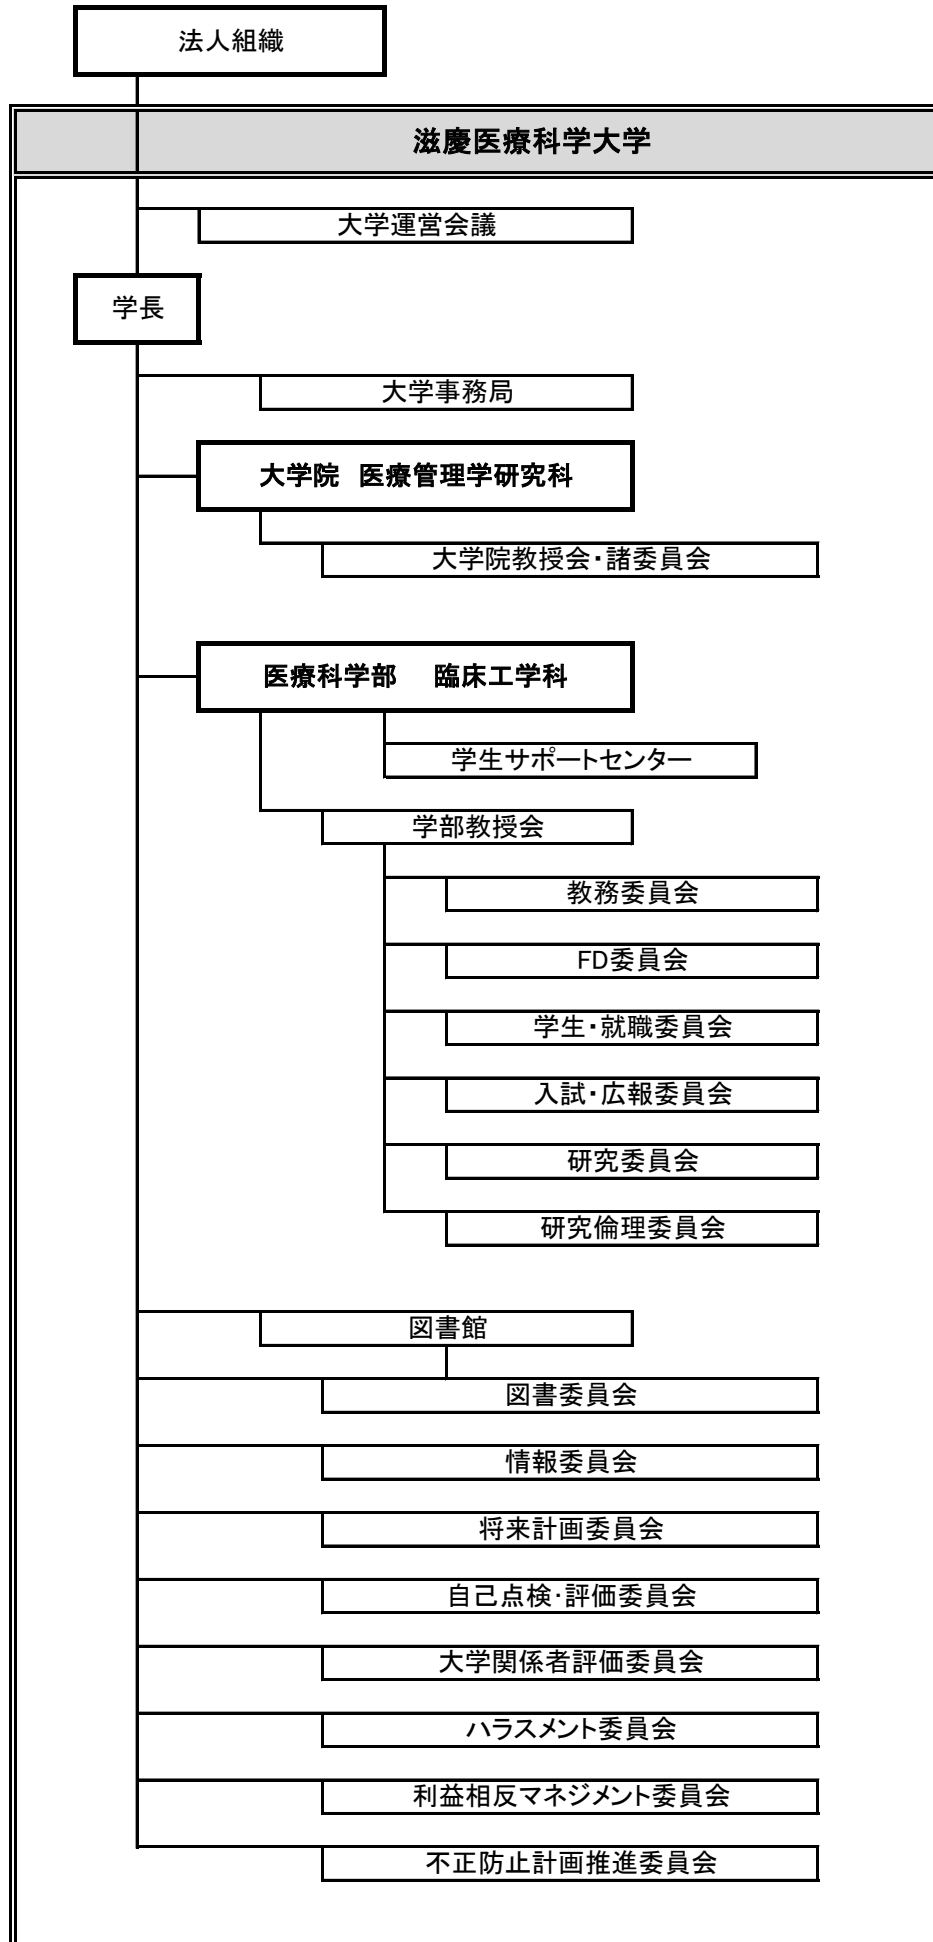 法人組織
滋慶医療科学大学
大学運営会議
学長
大学事務局
大学院 医療管理学研究科
大学院教授会・諸委員会
医療科学部 臨床工学科
学生サポートセンター
学部教授会
教務委員会
FD委員会
学生・就職委員会
入試・広報委員会
研究委員会
研究倫理委員会
図書館
図書委員会
情報委員会
将来計画委員会
自己点検・評価委員会
大学関係者評価委員会
ハラスメント委員会
利益相反マネジメント委員会
不正防止計画推進委員会